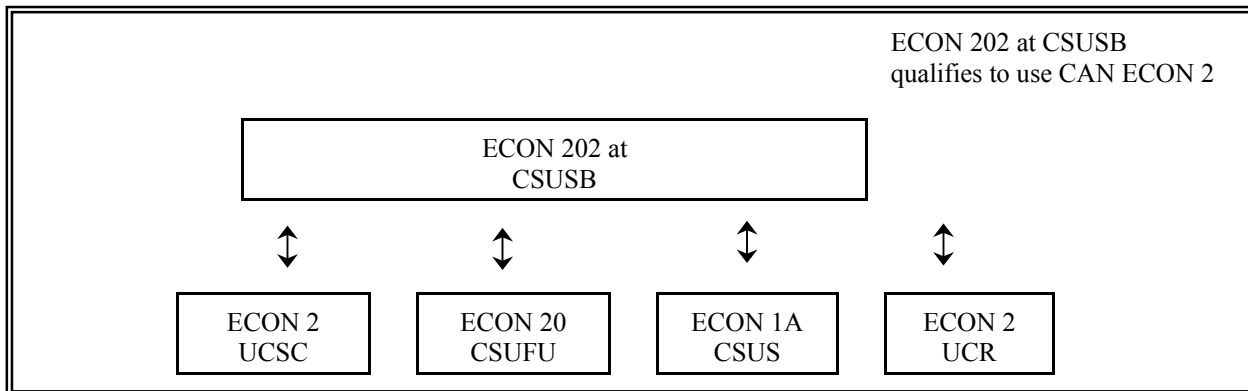 ECON 202 at CSUSB
qualifies to use CAN ECON 2
ECON 202 at
CSUSB
ECON 2
UCSC
ECON 20
CSUFU
ECON 1A
CSUS
ECON 2
UCR